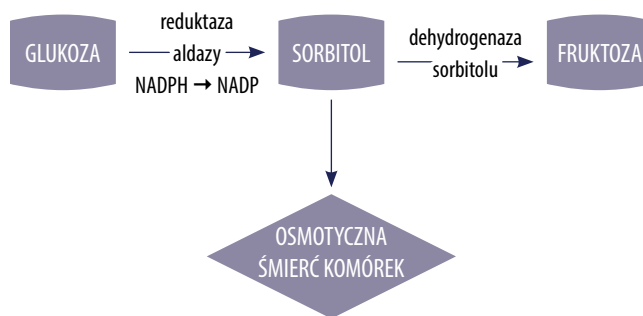 GLUKOZA
reduktaza
aldazy
NADPH → NADP
SORBITOL
dehydrogenaza
sorbitolu
FRUKTOZA
OSMOTYCZNA
ŚMIERĆ KOMÓREK